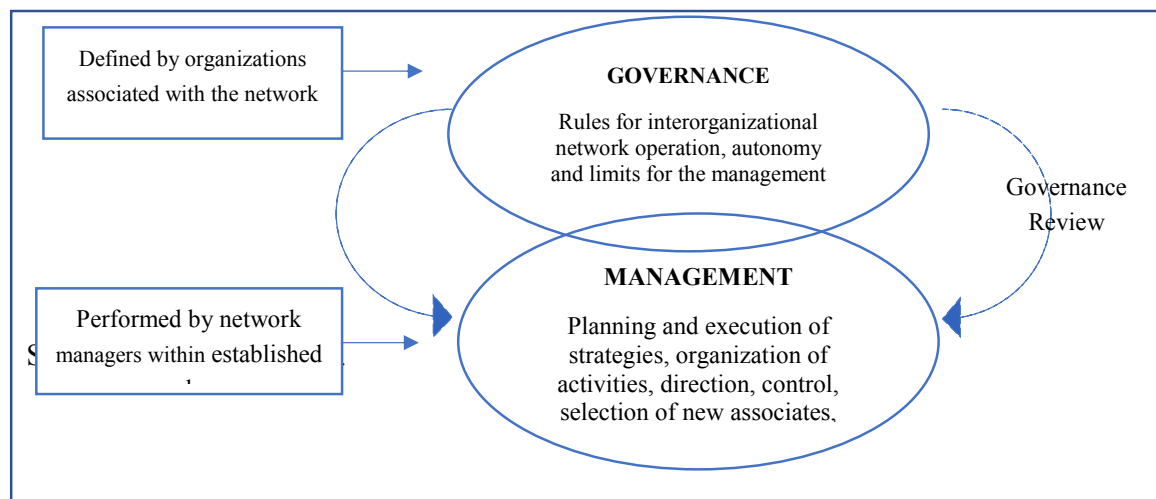 Defined by organizations
associated with the network
GOVERNANCE
Rules for interorganizational
network operation, autonomy
and limits for the management
Governance
Review
MANAGEMENT
Performed by network
managers within established
Planning and execution of
strategies, organization of
activities, direction, control,
selection of new associates,